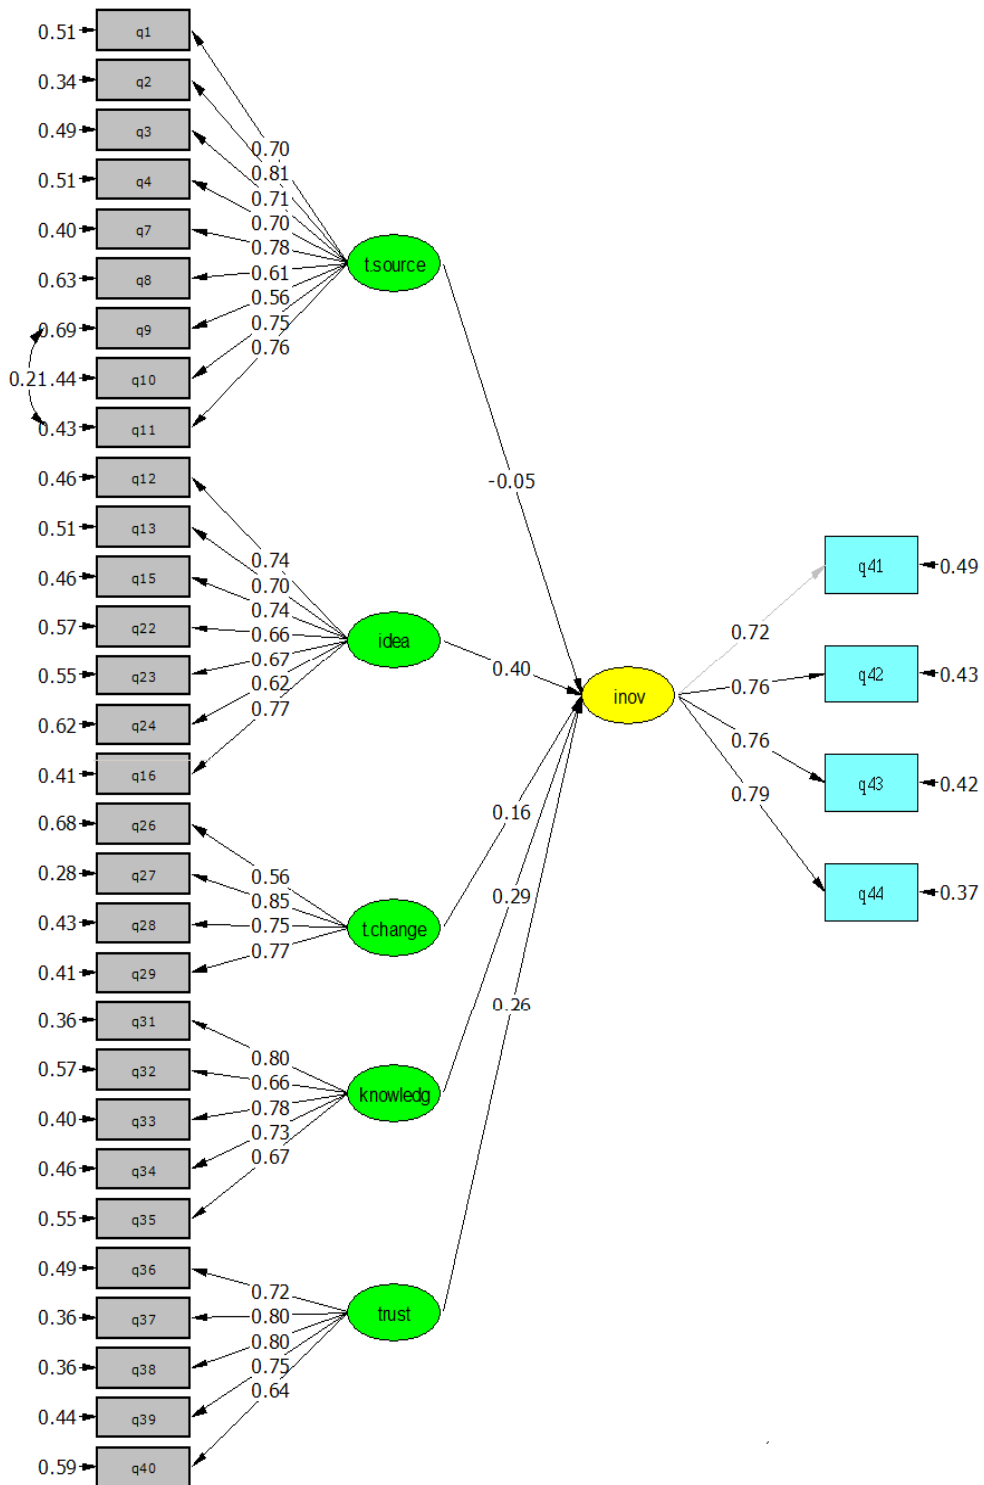 0.51 q1
0.34 q2
0.49 q3
0.70
0.81
0.51 q4
0.71
0.70
0.40 q7
0.78
t.source
0.63 q8
0.61
0.56
0.69 q9
0.75
0.76
0.21 .44 q10
0.43 q11
0.46 q12
-0.05
0.51 q13
0.74
0.49
q41
0.46 q15
0.70
0.74
0.57 q22
0.66
0.72
idea
0.67
0.40
0.55 q23
0.62
q42
0.43
0.76
0.77
inov
0.62 q24
0.76
0.41 q16
q43
0.42
0.79
0.68 q26
0.16
0.28 q27
0.56
0.85
0.29
q44
0.37
0.43 q28
0.75
t.change
0.77
0.41 q29
0.26
0.36 q31
0.80
0.57 q32
0.66
knowledg
0.78
0.40 q33
0.73
0.67
0.46 q34
0.55 q35
0.49 q36
0.72
0.36 q37
0.80
trust
0.80
0.36 q38
0.75
0.64
0.44 q39
0.59 q40